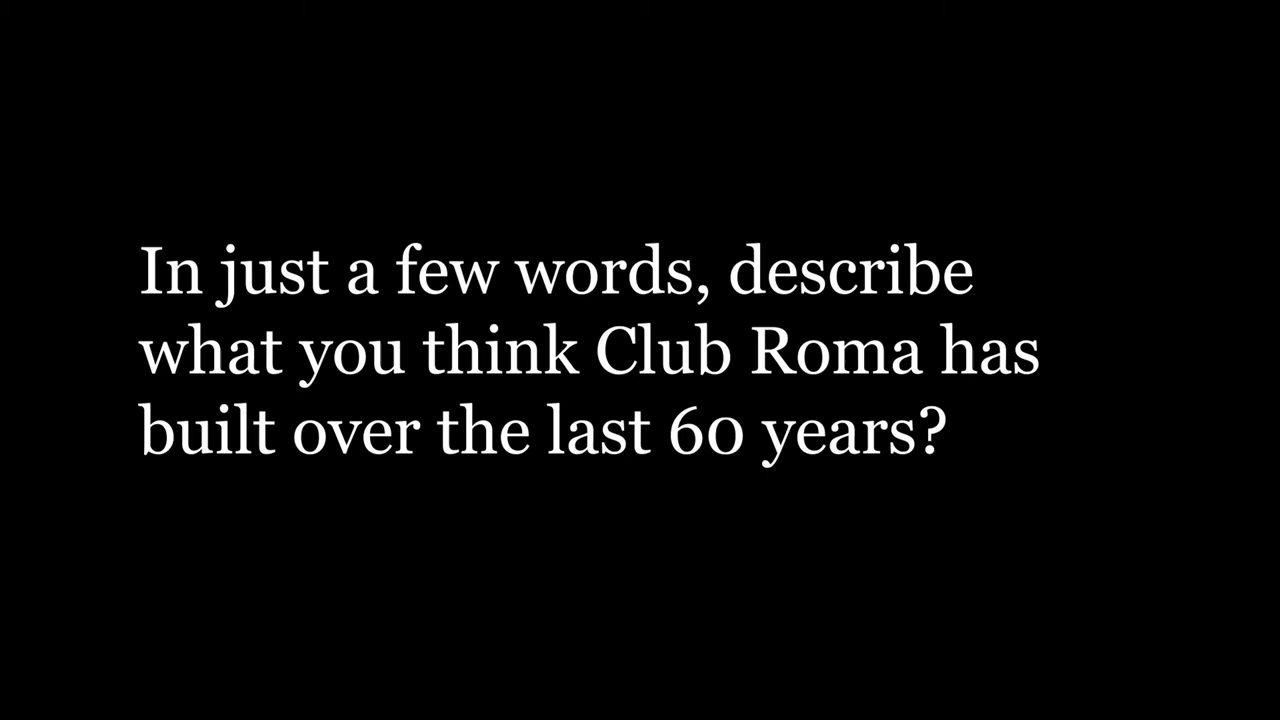 In just a few words, describe
what you think Club Roma has
built over the last 60 years?